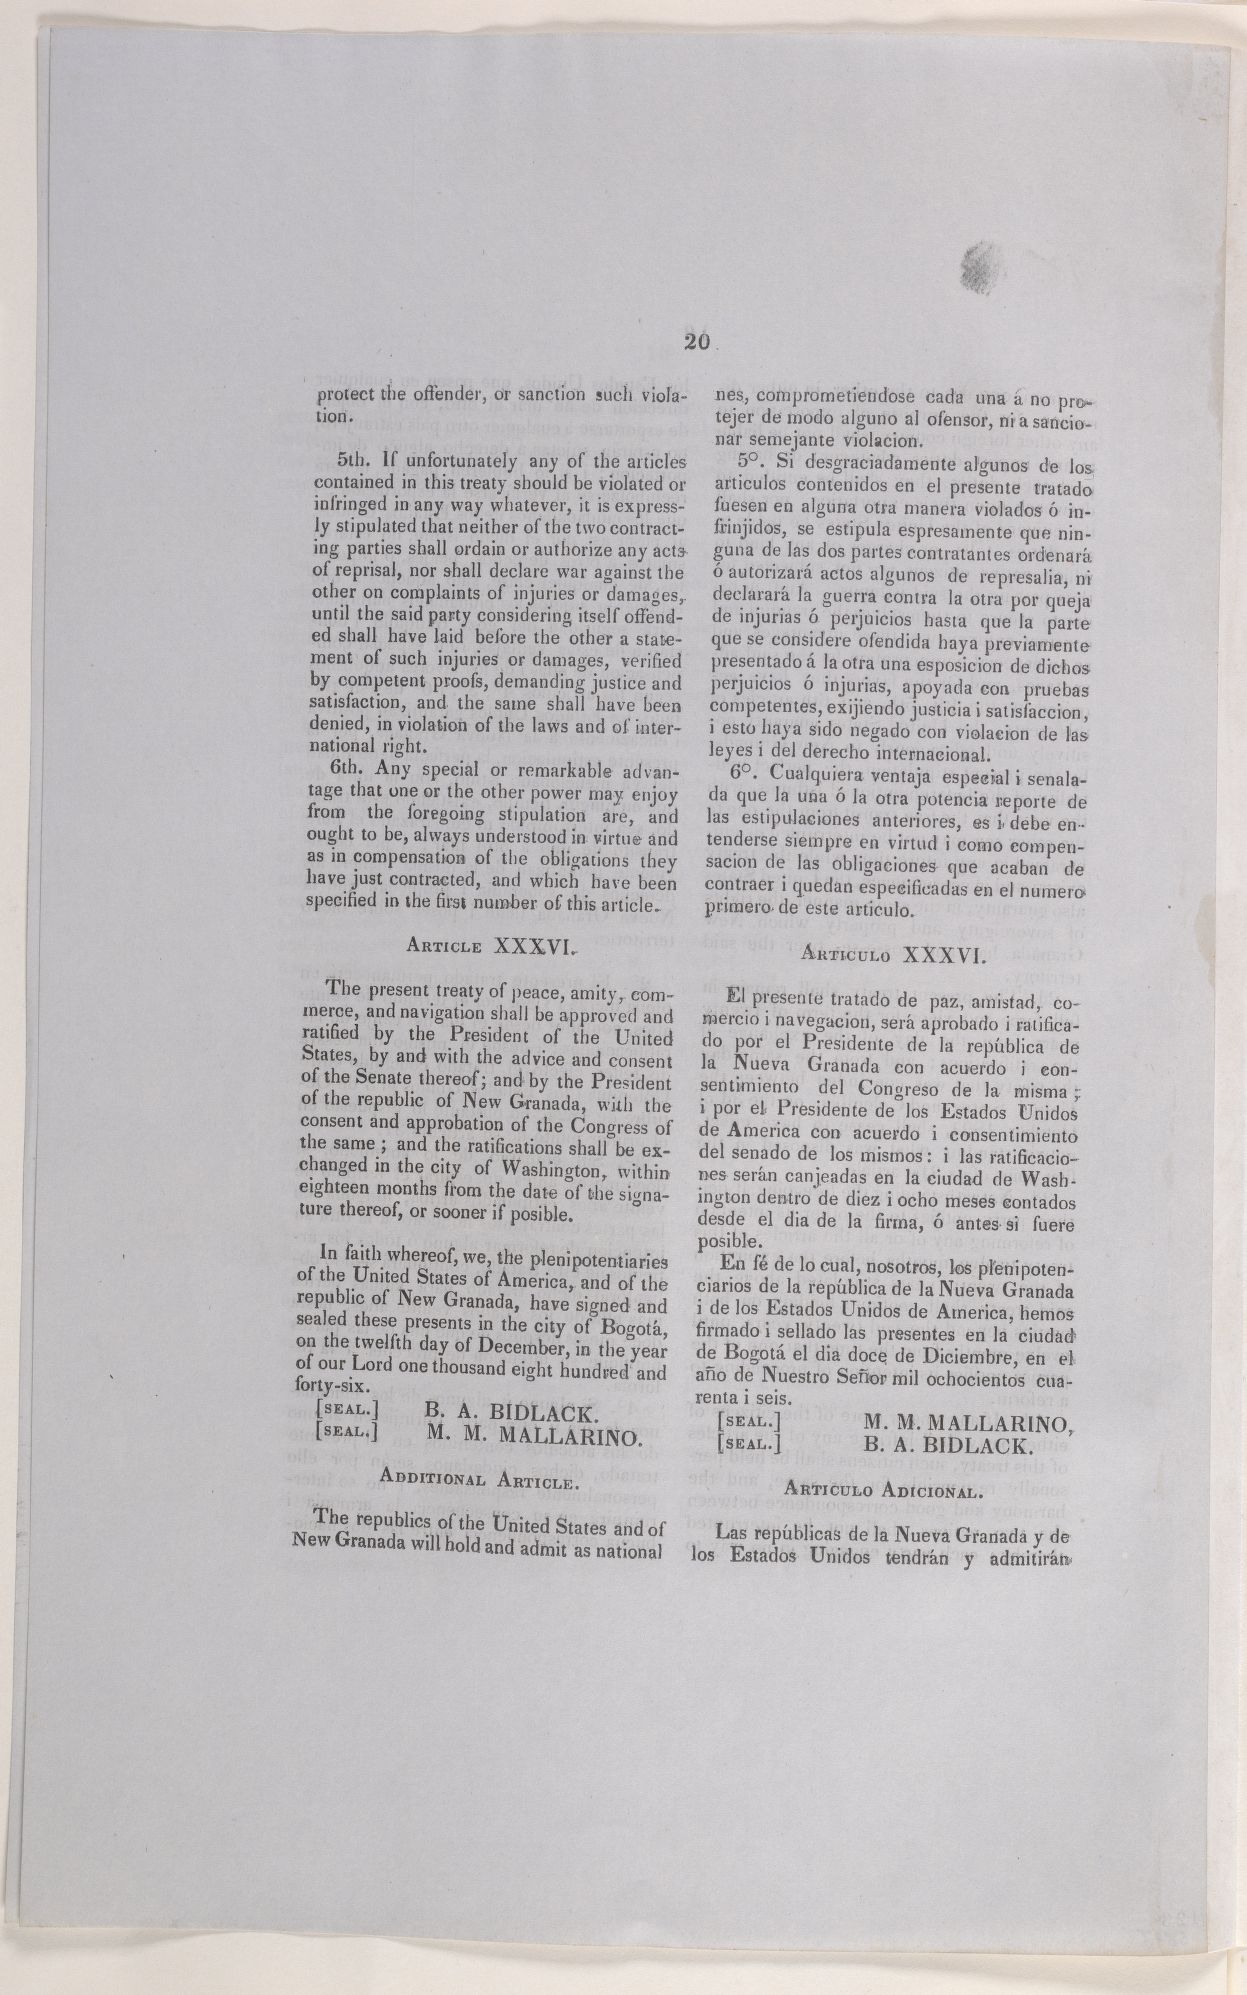 20
protect the offender, or sanction such viola-
tion.
5th. If unfortunately any of the articles
contained in this treaty should be violated or
infringed in any way whatever, it is express-
ly stipulated that neither of the two contract-
ing parties shall ordain or authorize any acts
of reprisal, nor shall declare war against the
other on complaints of injuries or damages,
until the said party considering itself offend-
ed shall have laid before the other a state-
ment of such injuries or damages, verified
by competent proofs, demanding justice and
satisfaction, and the same shall have been
denied, in violation of the laws and of inter-
national right.
6th. Any special or remarkable advan-
tage that one or the other power may enjoy
from the foregoing stipulation are, and
ought to be, always understood in virtue and
as in compensation of the obligations they
have just contracted, and which have been
specified in the first number of this article.
Article XXXVI.
The present treaty of peace, amity, com-
merce, and navigation shall be approved and
ratified by the President of the United
States, by and with the advice and consent
of the Senate thereof; and by the President
of the republic of New Granada, with the
consent and approbation of the Congress of
the same; and the ratifications shall be ex-
changed in the city of Washington, within
eighteen months from the date of the signa-
ture thereof, or sooner if posible.
In faith whereof, we, the plenipotentiaries
of the United States of America, and of the
republic of New Granada, have signed and
sealed these presents in the city of Bogotá,
on the twelfth day of December, in the year
of our Lord one thousand eight hundred and
forty-six.
[SEAL.] B. A. BIDLACK.
[SEAL.] M. M. MALLARINO.
Additional Article.
The republics of the United States and of
New Granada will hold and admit as national
nes, comprometiendose cada una á no pro-
tejer de modo alguno al ofensor, ni a sancio-
nar semejante violacion.
5º. Si desgraciadamente algunos de los
articulos contenidos en el presente tratado
fuesen en alguna otra manera violados ó in-
frinjidos, se estipula espresamente que nin-
guna de las dos partes contratantes ordenará
ó autorizará actos algunos de represalia, ni
declarará la guerra contra la otra por queja
de injurias ó perjuicios hasta que la parte
que se considere ofendida haya previamente
presentado á la otra una esposicion de dichos
perjuicios ó injurias, apoyada con pruebas
competentes, exijiendo justicia i satisfaccion,
i esto haya sido negado con violacion de las
leyes i del derecho internacional.
6º. Cualquiera ventaja especial i senala-
da que la una ó la otra potencia reporte de
las estipulaciones anteriores, es i debe en-
tenderse siempre en virtud i como compen-
sacion de las obligaciones que acaban de
contraer i quedan especificadas en el numero
primero de este articulo.
Articulo XXXVI.
El presente tratado de paz, amistad, co-
mercio i navegacion, será aprobado i ratifica-
do por el Presidente de la república de
la Nueva Granada con acuerdo i con-
sentimiento del Congreso de la misma;
i por el Presidente de los Estados Unidos
de America con acuerdo i consentimiento
del senado de los mismos: i las ratificacio-
nes serán canjeadas en la ciudad de Wash-
ington dentro de diez i ocho meses contados
desde el dia de la firma, ó antes si fuere
posible.
En fé de lo cual, nosotros, los plenipoten-
ciarios de la república de la Nueva Granada
i de los Estados Unidos de America, hemos
firmado i sellado las presentes en la ciudad
de Bogotá el dia doce de Diciembre, en el
año de Nuestro Señor mil ochocientos cua-
renta i seis.
[SEAL.] M. M. MALLARINO,
[SEAL.] B. A. BIDLACK.
Articulo Adicional.
Las repúblicas de la Nueva Granada y de
los Estados Unidos tendrán y admitirán